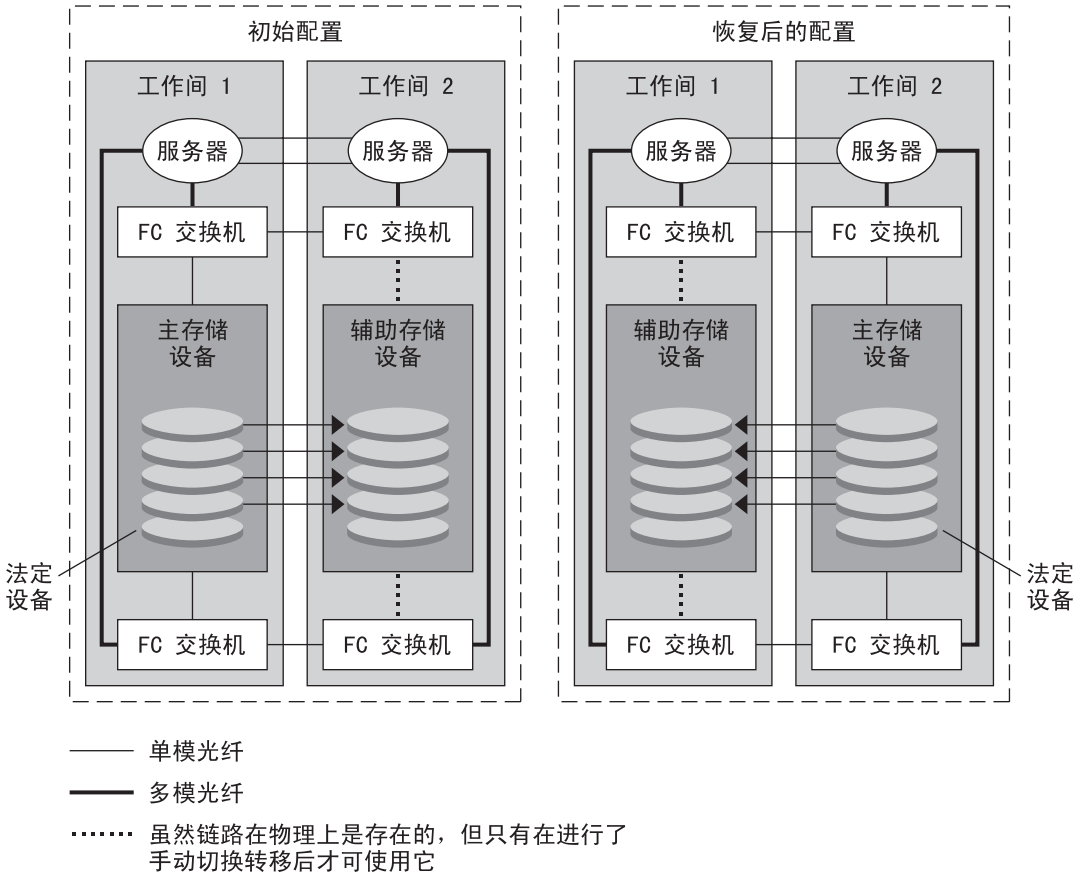 初始配置
工作间 1
工作间 2
服务器
服务器
FC 交换机
FC 交换机
主存储
设备
辅助存储
设备
法定
设备
FC 交换机
FC 交换机
恢复后的配置
工作间 1
工作间 2
服务器
服务器
FC 交换机
FC 交换机
辅助存储
设备
主存储
设备
法定
设备
FC 交换机
FC 交换机
单模光纤
多模光纤
虽然链路在物理上是存在的，但只有在进行了
手动切换转移后才可使用它